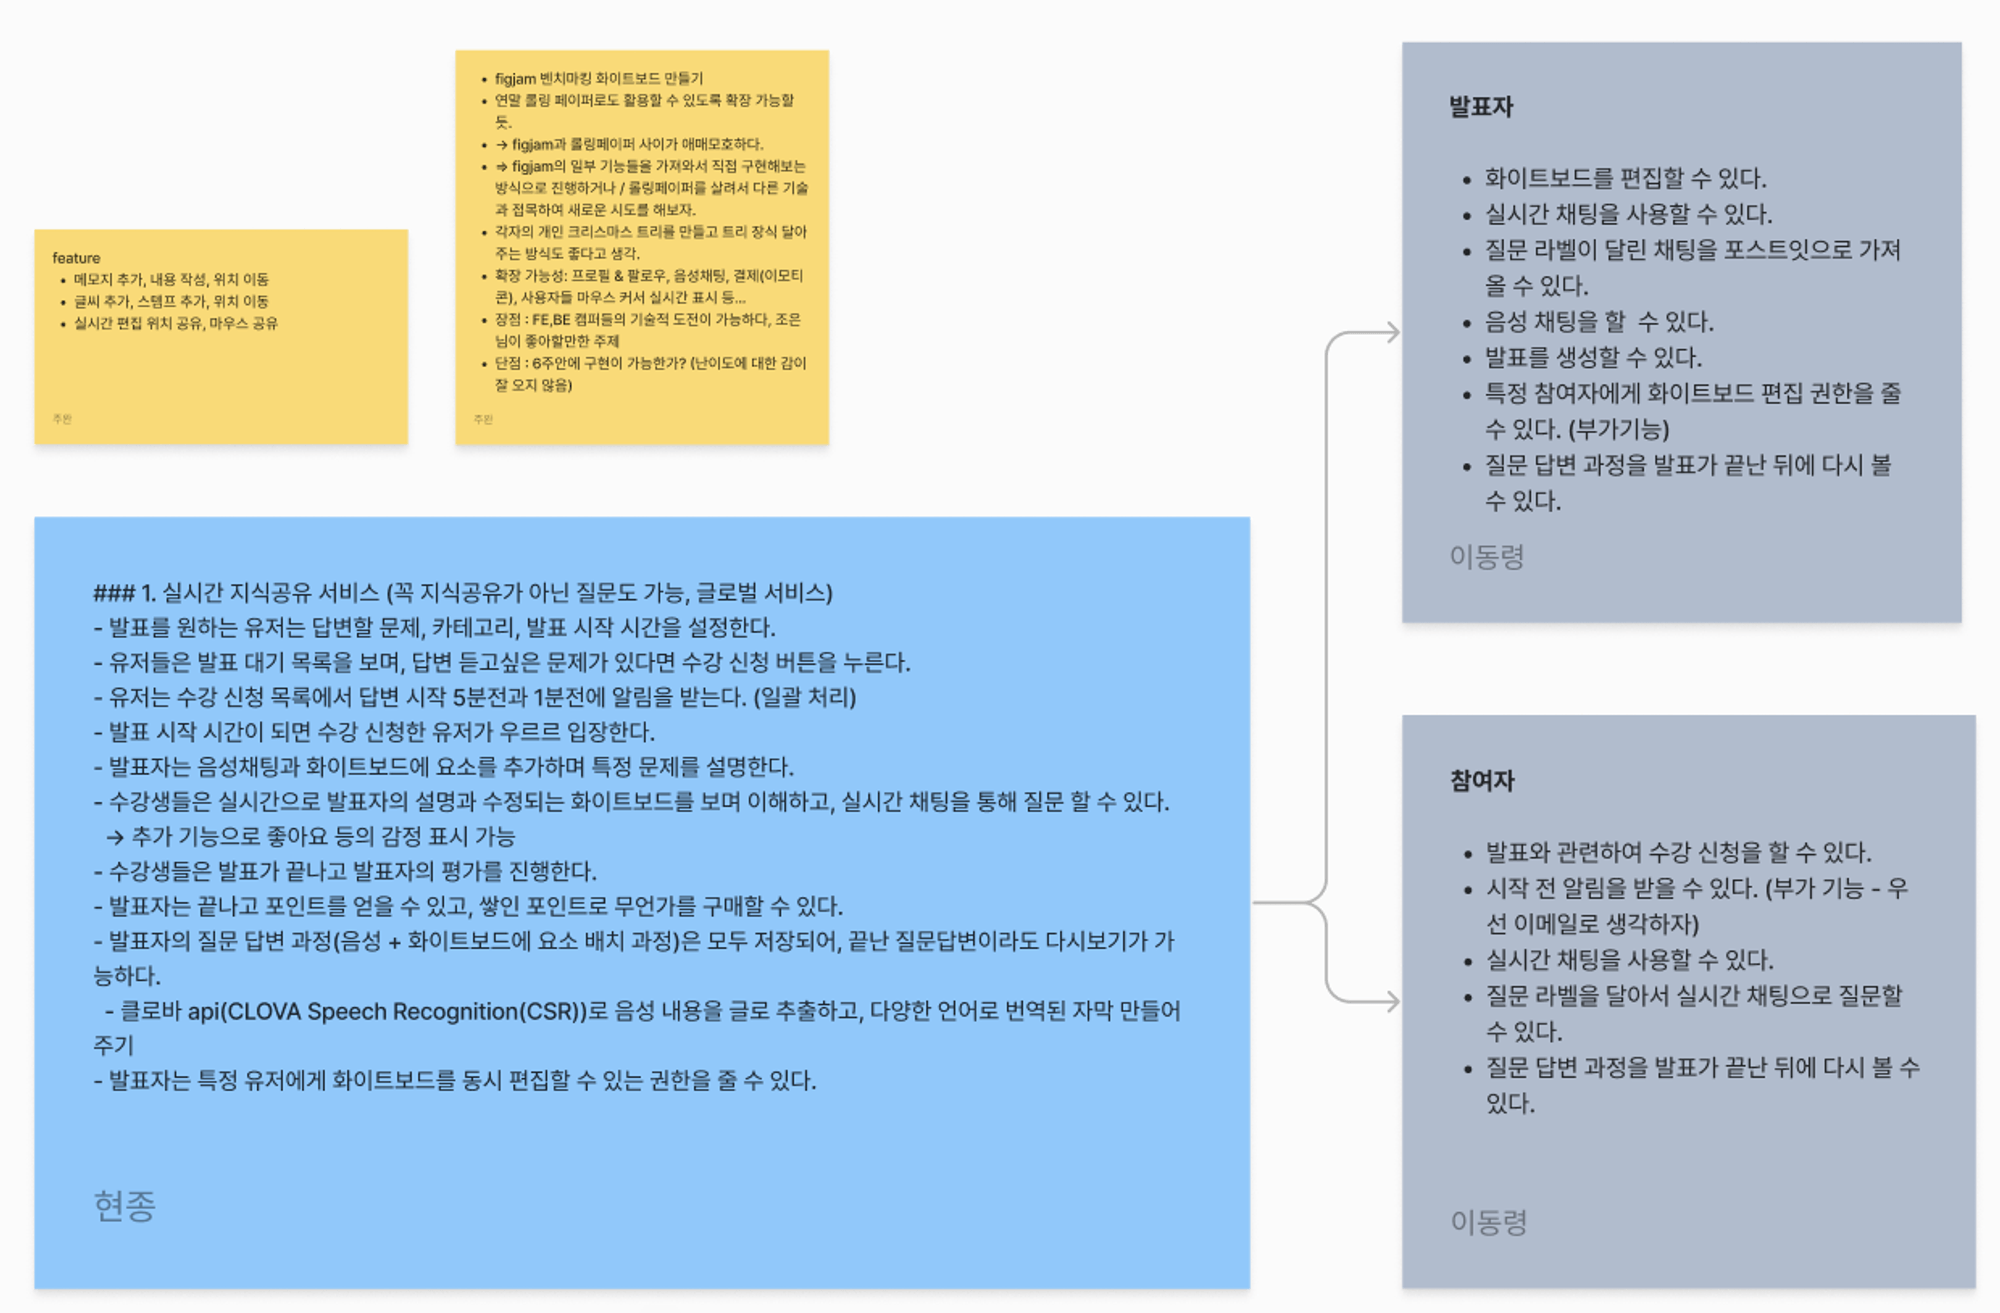 feature
• 메모지 추가, 내용 작성, 위치 이동
• 글씨 추가, 스템프 추가, 위치 이동
• 실시간 편집 위치 공유, 마우스 공유
주완
• figjam 벤치마킹 화이트보드 만들기
• 연말 롤링 페이퍼로도 활용할 수 있도록 확장 가능할
듯.
• → figjam과 롤링페이퍼 사이가 애매모호하다.
• ⇒ figjam의 일부 기능들을 가져와서 직접 구현해보는
방식으로 진행하거나 / 롤링페이퍼를 살려서 다른 기술
과 접목하여 새로운 시도를 해보자.
• 각자의 개인 크리스마스 트리를 만들고 트리 장식 달아
주는 방식도 좋다고 생각.
• 확장 가능성: 프로필 & 팔로우, 음성채팅, 결제(이모티
콘), 사용자들 마우스 커서 실시간 표시 등...
• 장점 : FE,BE 캠퍼들의 기술적 도전이 가능하다, 조은
님이 좋아할만한 주제
• 단점 : 6주안에 구현이 가능한가? (난이도에 대한 감이
잘 오지 않음)
주완
### 1. 실시간 지식공유 서비스 (꼭 지식공유가 아닌 질문도 가능, 글로벌 서비스)
- 발표를 원하는 유저는 답변할 문제, 카테고리, 발표 시작 시간을 설정한다.
- 유저들은 발표 대기 목록을 보며, 답변 듣고싶은 문제가 있다면 수강 신청 버튼을 누른다.
- 유저는 수강 신청 목록에서 답변 시작 5분전과 1분전에 알림을 받는다. (일괄 처리)
- 발표 시작 시간이 되면 수강 신청한 유저가 우르르 입장한다.
- 발표자는 음성채팅과 화이트보드에 요소를 추가하며 특정 문제를 설명한다.
- 수강생들은 실시간으로 발표자의 설명과 수정되는 화이트보드를 보며 이해하고, 실시간 채팅을 통해 질문 할 수 있다.
→ 추가 기능으로 좋아요 등의 감정 표시 가능
- 수강생들은 발표가 끝나고 발표자의 평가를 진행한다.
- 발표자는 끝나고 포인트를 얻을 수 있고, 쌓인 포인트로 무언가를 구매할 수 있다.
- 발표자의 질문 답변 과정(음성 + 화이트보드에 요소 배치 과정)은 모두 저장되어, 끝난 질문답변이라도 다시보기가 가
능하다.
- 클로바 api(CLOVA Speech Recognition(CSR))로 음성 내용을 글로 추출하고, 다양한 언어로 번역된 자막 만들어
주기
- 발표자는 특정 유저에게 화이트보드를 동시 편집할 수 있는 권한을 줄 수 있다.
현종
발표자
• 화이트보드를 편집할 수 있다.
• 실시간 채팅을 사용할 수 있다.
• 질문 라벨이 달린 채팅을 포스트잇으로 가져
올 수 있다.
• 음성 채팅을 할 수 있다.
• 발표를 생성할 수 있다.
• 특정 참여자에게 화이트보드 편집 권한을 줄
수 있다. (부가기능)
• 질문 답변 과정을 발표가 끝난 뒤에 다시 볼
수 있다.
이동령
참여자
• 발표와 관련하여 수강 신청을 할 수 있다.
• 시작 전 알림을 받을 수 있다. (부가 기능 - 우
선 이메일로 생각하자)
• 실시간 채팅을 사용할 수 있다.
• 질문 라벨을 달아서 실시간 채팅으로 질문할
수 있다.
• 질문 답변 과정을 발표가 끝난 뒤에 다시 볼 수
있다.
이동령